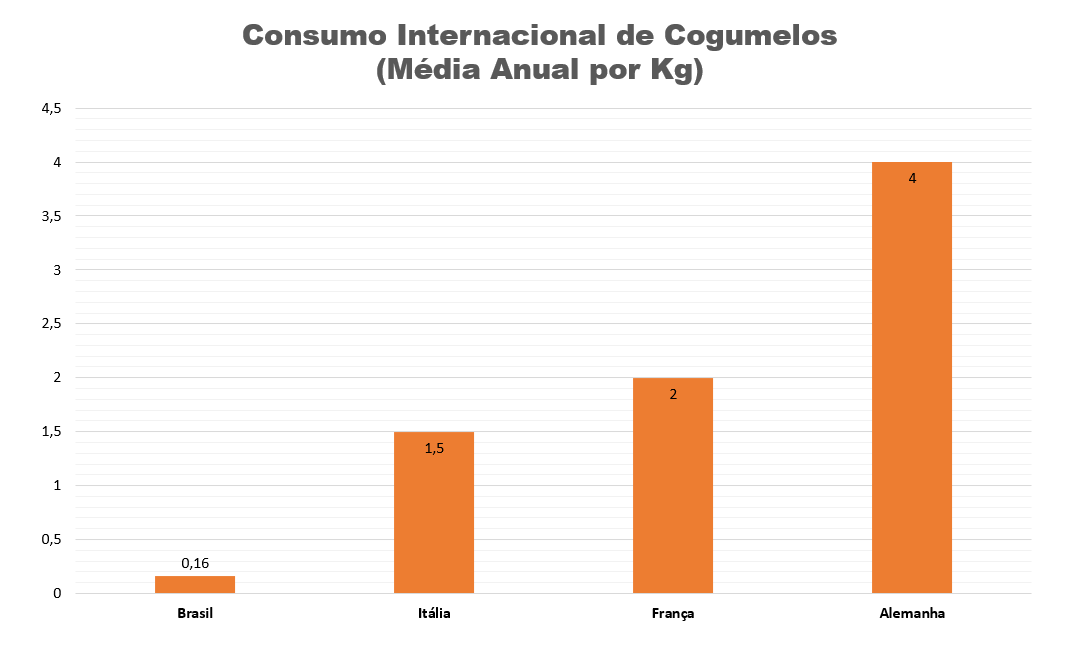 Consumo Internacional de Cogumelos
(Média Anual por Kg)
4,5
4
3,5
3
2,5
2
1,5
1
0,5
0
0,16
1,5
2
4
Brasil
Itália
França
Alemanha